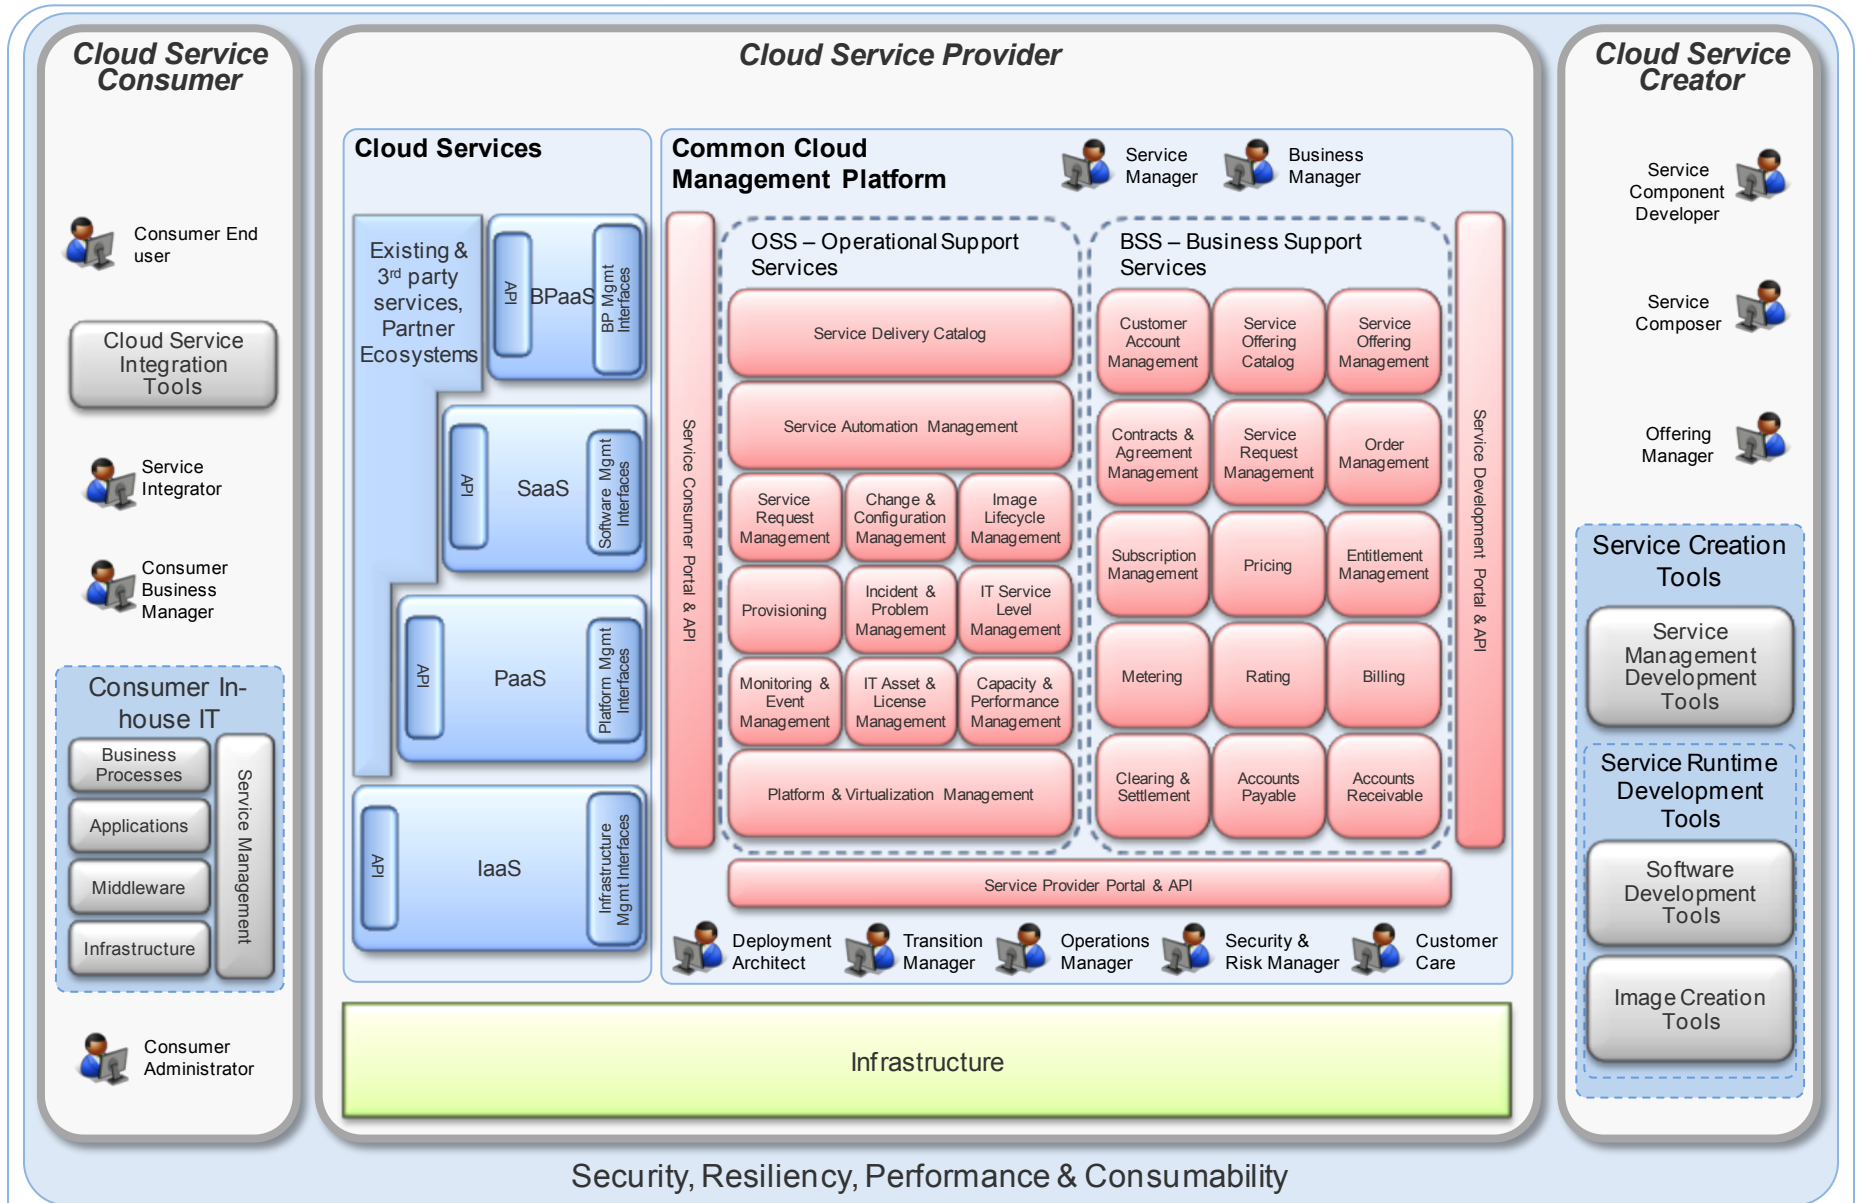 Cloud Service
Consumer
Consumer End
user
Cloud Service
Integration
Tools
Service
Integrator
Consumer
Business
Manager
Consumer In-
house IT
Business
Processes
Applications
Middleware
Infrastructure
Service Management
Consumer
Administrator
Cloud Service Provider
Cloud Services
Existing &
3rd party
services,
Partner
Ecosystems
API
BPaaS
BP Mgmt
Interfaces
API
SaaS
Software Mgmt
Interfaces
API
PaaS
Platform Mgmt
Interfaces
API
IaaS
Infrastructure
Mgmt Interfaces
Common Cloud
Management Platform
Service
Manager
Business
Manager
Service Consumer Portal & API
OSS – Operational Support
Services
Service Delivery Catalog
Service Automation Management
Service
Request
Management
Change &
Configuration
Management
Image
Lifecycle
Management
Provisioning
Incident &
Problem
Management
IT Service
Level
Management
Monitoring &
Event
Management
IT Asset &
License
Management
Capacity &
Performance
Management
Platform & Virtualization Management
BSS – Business Support
Services
Customer
Account
Management
Service
Offering
Catalog
Service
Offering
Management
Contracts &
Agreement
Management
Service
Request
Management
Order
Management
Subscription
Management
Pricing
Entitlement
Management
Metering
Rating
Billing
Clearing &
Settlement
Accounts
Payable
Accounts
Receivable
Service Development Portal & API
Service Provider Portal & API
Deployment
Architect
Transition
Manager
Operations
Manager
Security &
Risk Manager
Customer
Care
Infrastructure
Cloud Service
Creator
Service
Component
Developer
Service
Composer
Offering
Manager
Service Creation
Tools
Service
Management
Development
Tools
Service Runtime
Development
Tools
Software
Development
Tools
Image Creation
Tools
Security, Resiliency, Performance & Consumability